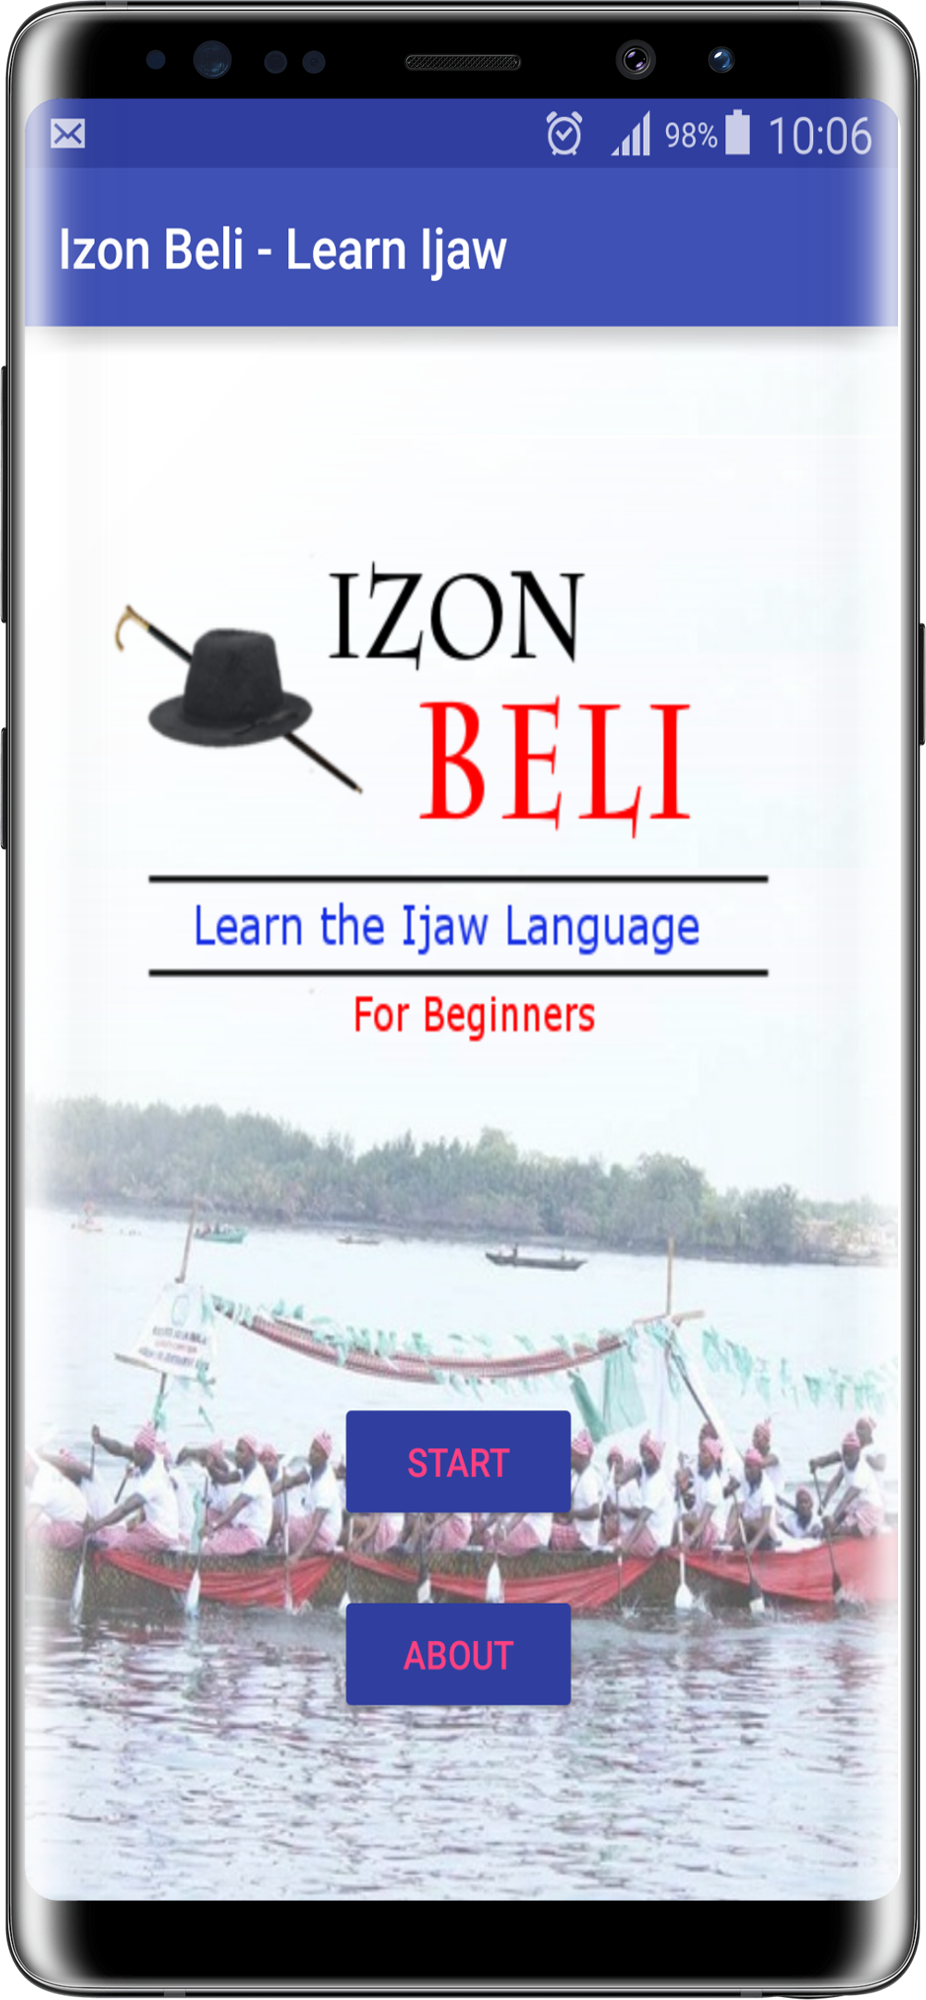 98% 10:06
Izon Beli - Learn Ijaw
IZON
BELI
Learn the Ijaw Language
For Beginners
START
ABOUT